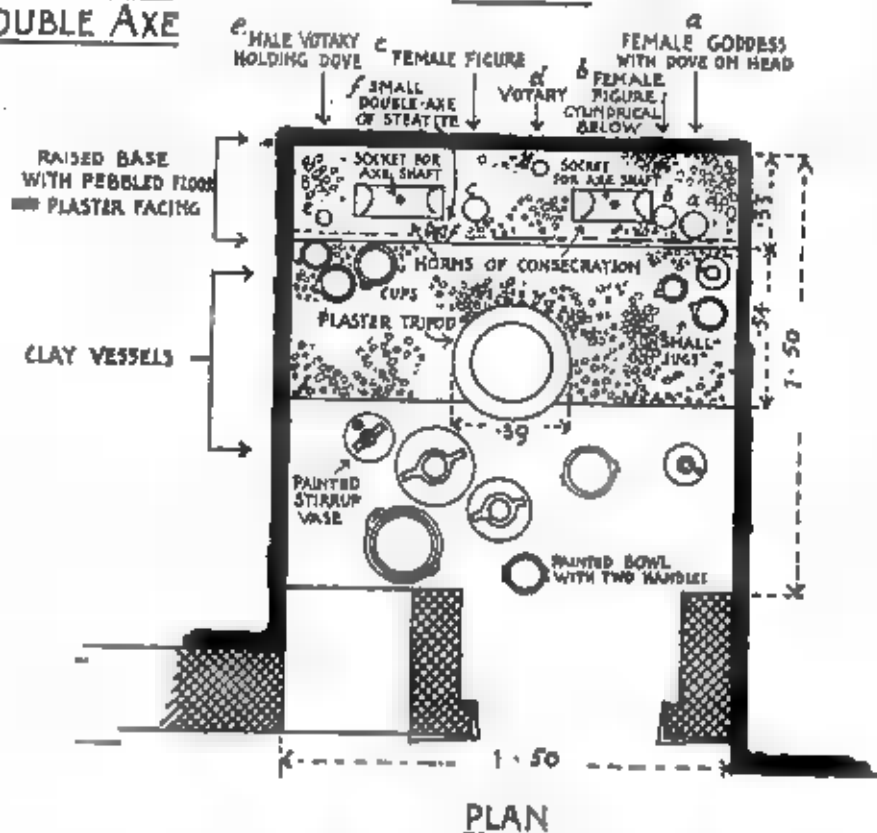 DOUBLE AXE
e. MALE VOTARY
HOLDING DOVE
c
FEMALE FIGURE
f SMALL
DOUBLE-AXE
OF STEATITE
d
VOTARY
b
FEMALE
FIGURE
CYLINDRICAL
BELOW
a
FEMALE GODDESS
WITH DOVE ON HEAD
RAISED BASE
WITH PEBBLED FLOOR
PLASTER FACING
SOCKET FOR
AXE SHAFT
SOCKET
FOR AXE SHAFT
e
c
d
b
a
f
HORNS OF CONSECRATION
CUPS
PLASTER TRIPOD
SMALL
JUGS
CLAY VESSELS
.53
.54
1·50
.39
PAINTED
STIRRUP
VASE
PAINTED BOWL
WITH TWO HANDLES
1·50
PLAN